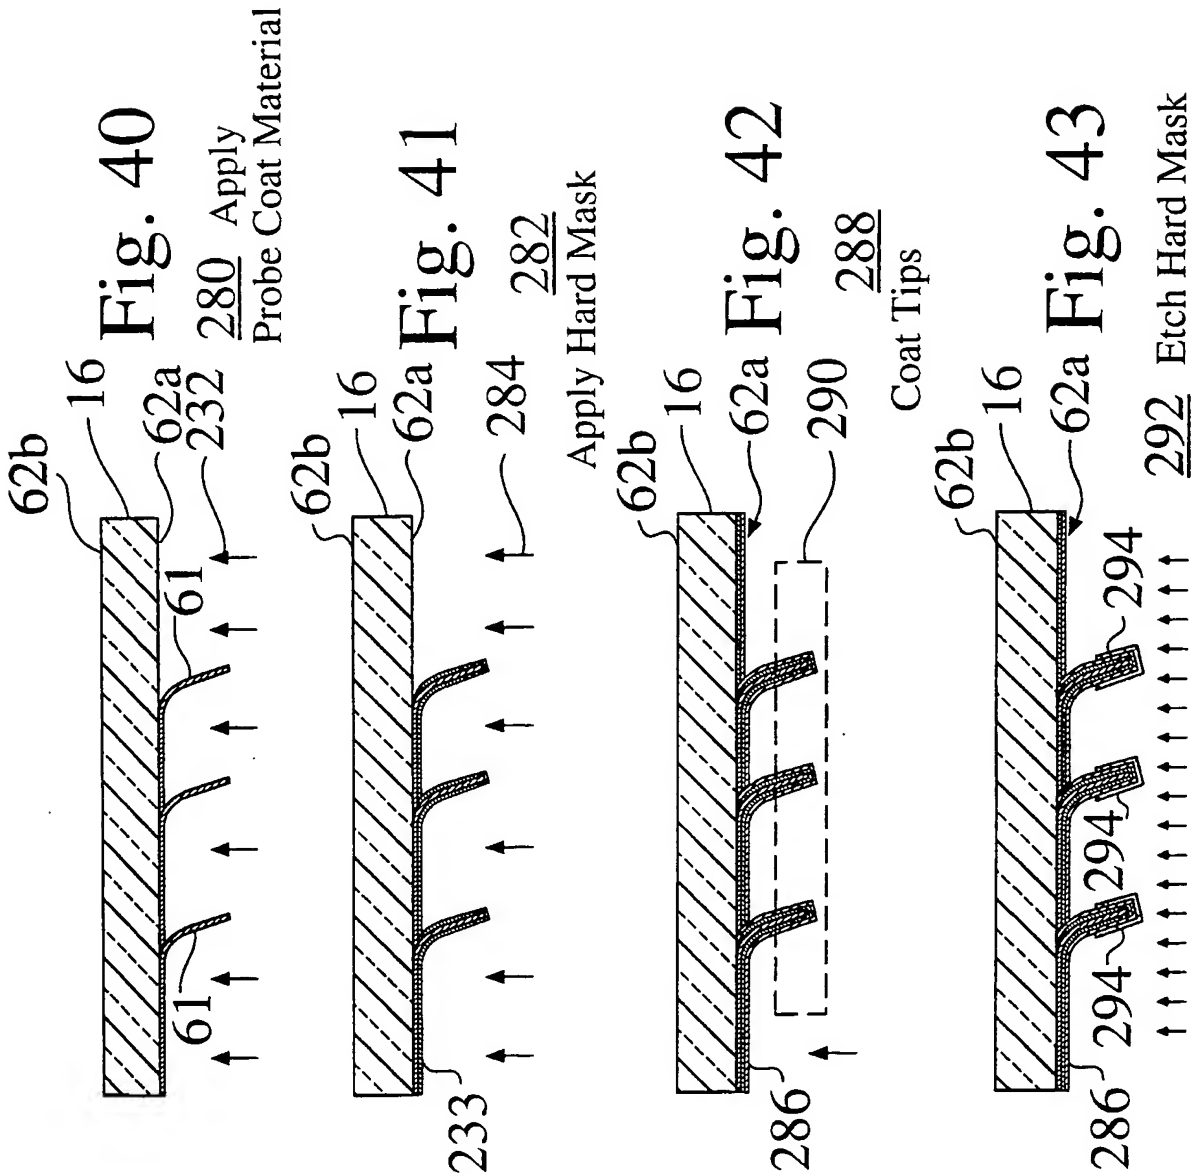 Fig. 40
280 Apply
Probe Coat Material
62b
16
62a
232
61
61
Fig. 41
282
Apply Hard Mask
62b
16
62a
284
233
Fig. 42
288
Coat Tips
62b
16
62a
290
286
Fig. 43
292 Etch Hard Mask
62b
16
62a
294
294
294
286